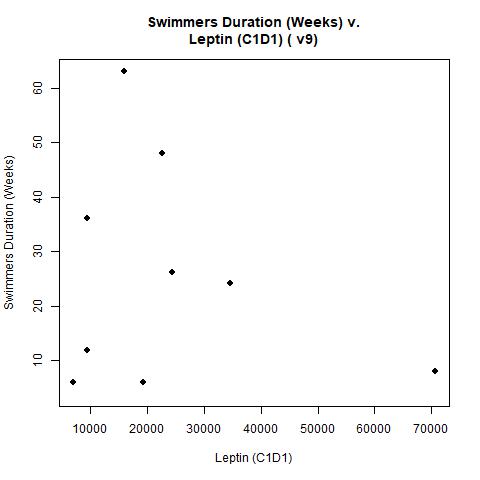 Swimmers Duration (Weeks) v.
Leptin (C1D1) ( v9)
Swimmers Duration (Weeks)
60
50
40
30
20
10
10000 20000 30000 40000 50000 60000 70000
Leptin (C1D1)